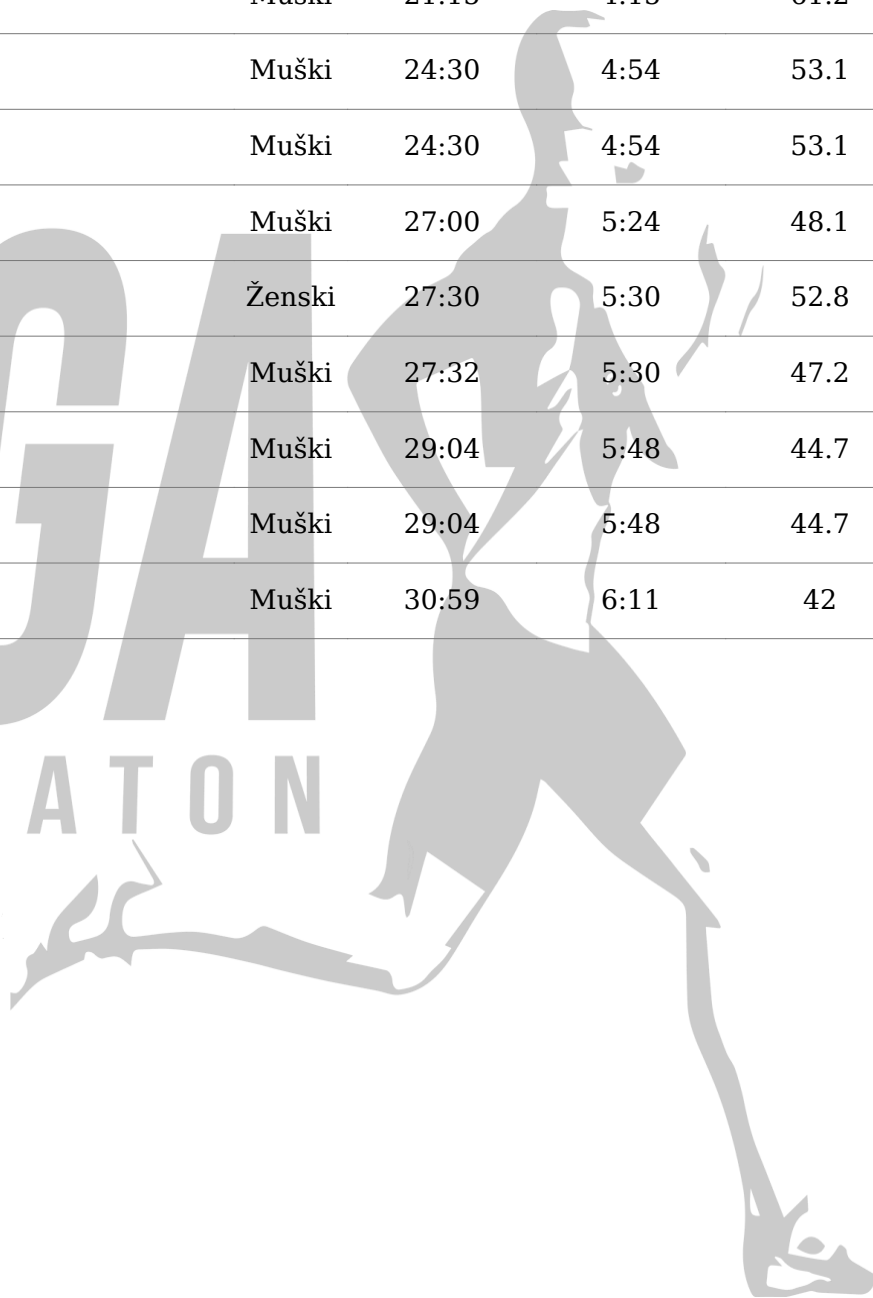 Muški 24:30 4:54 53.1
Muški 24:30 4:54 53.1
Muški 27:00 5:24 48.1
Ženski 27:30 5:30 52.8
Muški 27:32 5:30 47.2
Muški 29:04 5:48 44.7
Muški 29:04 5:48 44.7
Muški 30:59 6:11 42
GA
ATON